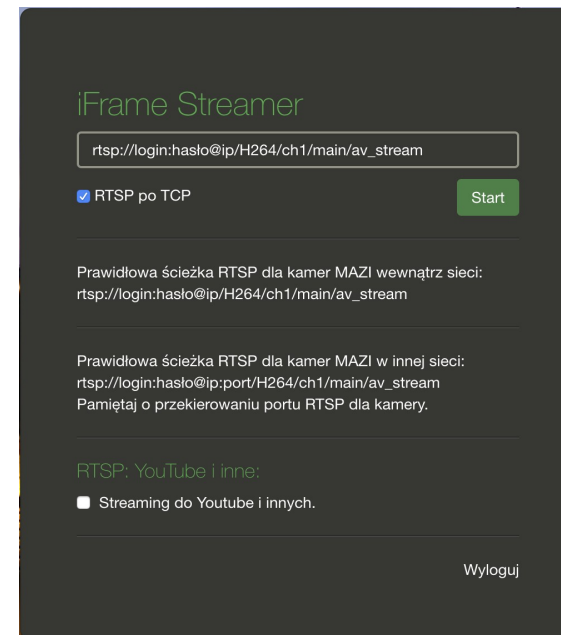 iFrame Streamer
rtsp://login:hasło@ip/H264/ch1/main/av_stream
RTSP po TCP
Start
Prawidłowa ścieżka RTSP dla kamer MAZI wewnątrz sieci:
rtsp://login:hasło@ip/H264/ch1/main/av_stream
Prawidłowa ścieżka RTSP dla kamer MAZI w innej sieci:
rtsp://login:hasło@ip:port/H264/ch1/main/av_stream
Pamiętaj o przekierowaniu portu RTSP dla kamery.
RTSP: YouTube i inne:
Streaming do Youtube i innych.
Wyloguj